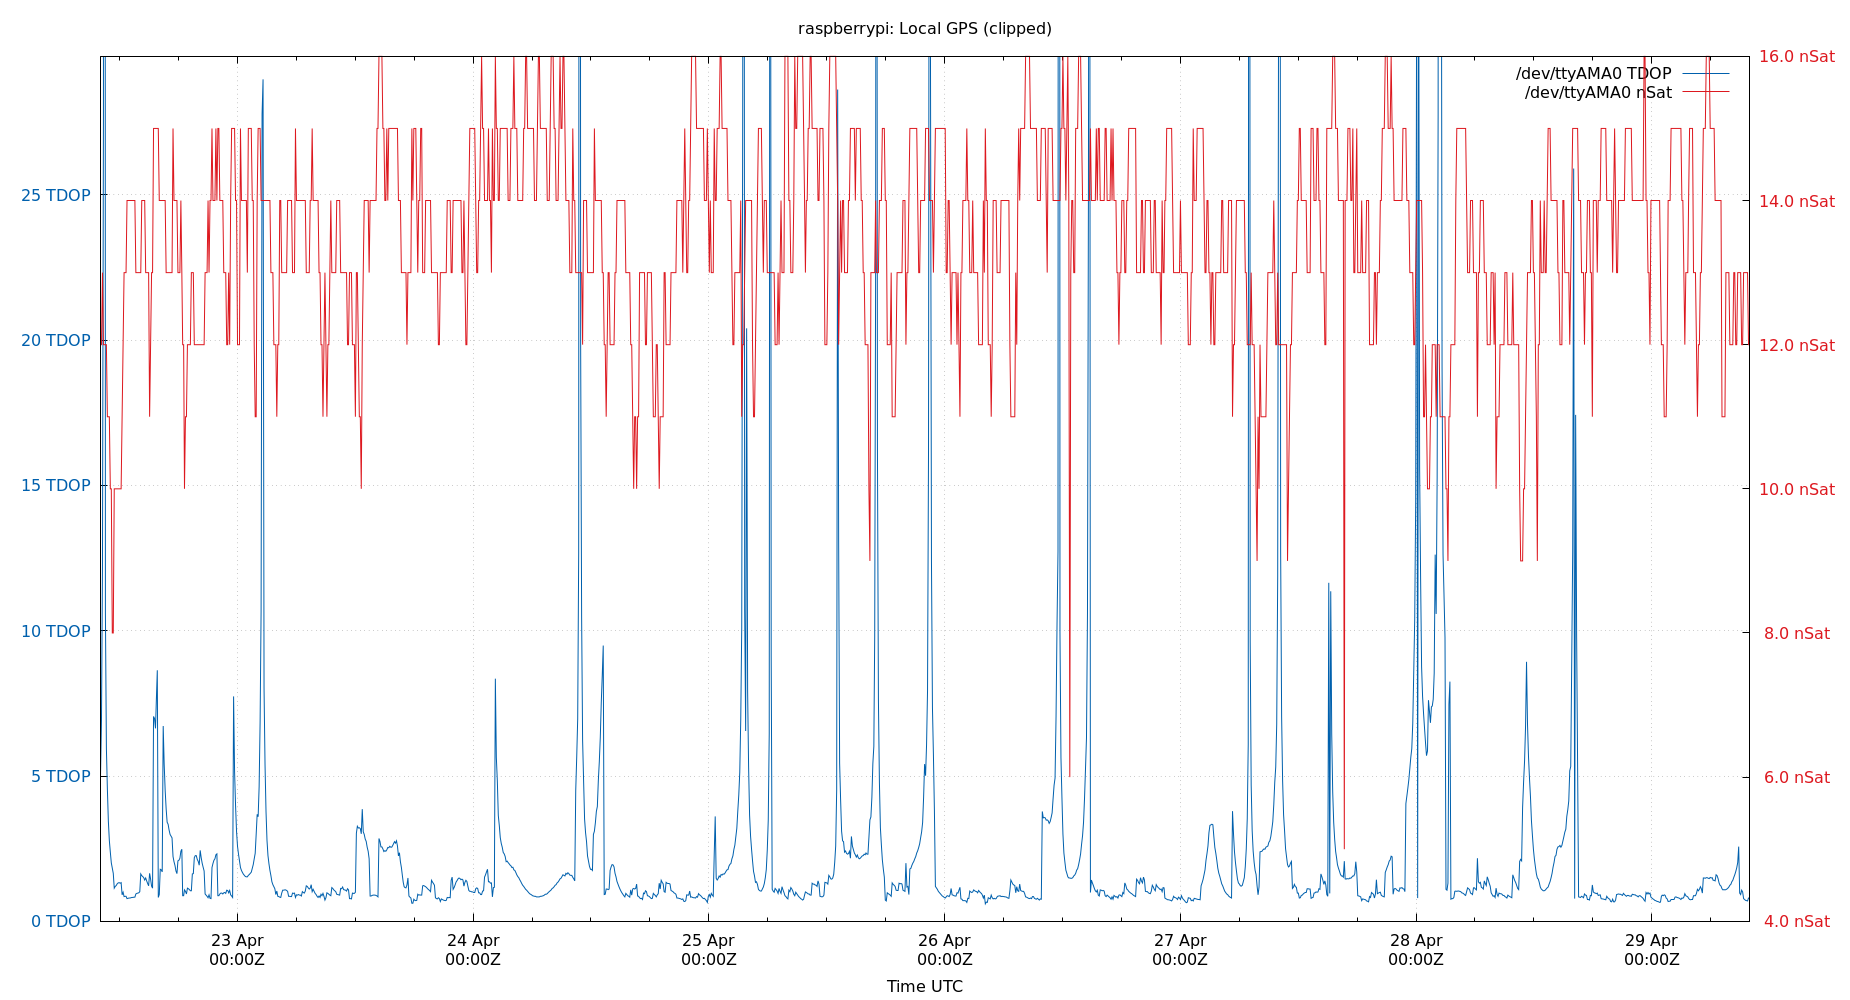 raspberrypi: Local GPS (clipped)
/dev/ttyAMA0 TDOP
/dev/ttyAMA0 nSat
25 TDOP
20 TDOP
15 TDOP
10 TDOP
5 TDOP
0 TDOP
16.0 nSat
14.0 nSat
12.0 nSat
10.0 nSat
8.0 nSat
6.0 nSat
4.0 nSat
23 Apr
00:00Z
24 Apr
00:00Z
25 Apr
00:00Z
26 Apr
00:00Z
27 Apr
00:00Z
28 Apr
00:00Z
29 Apr
00:00Z
Time UTC